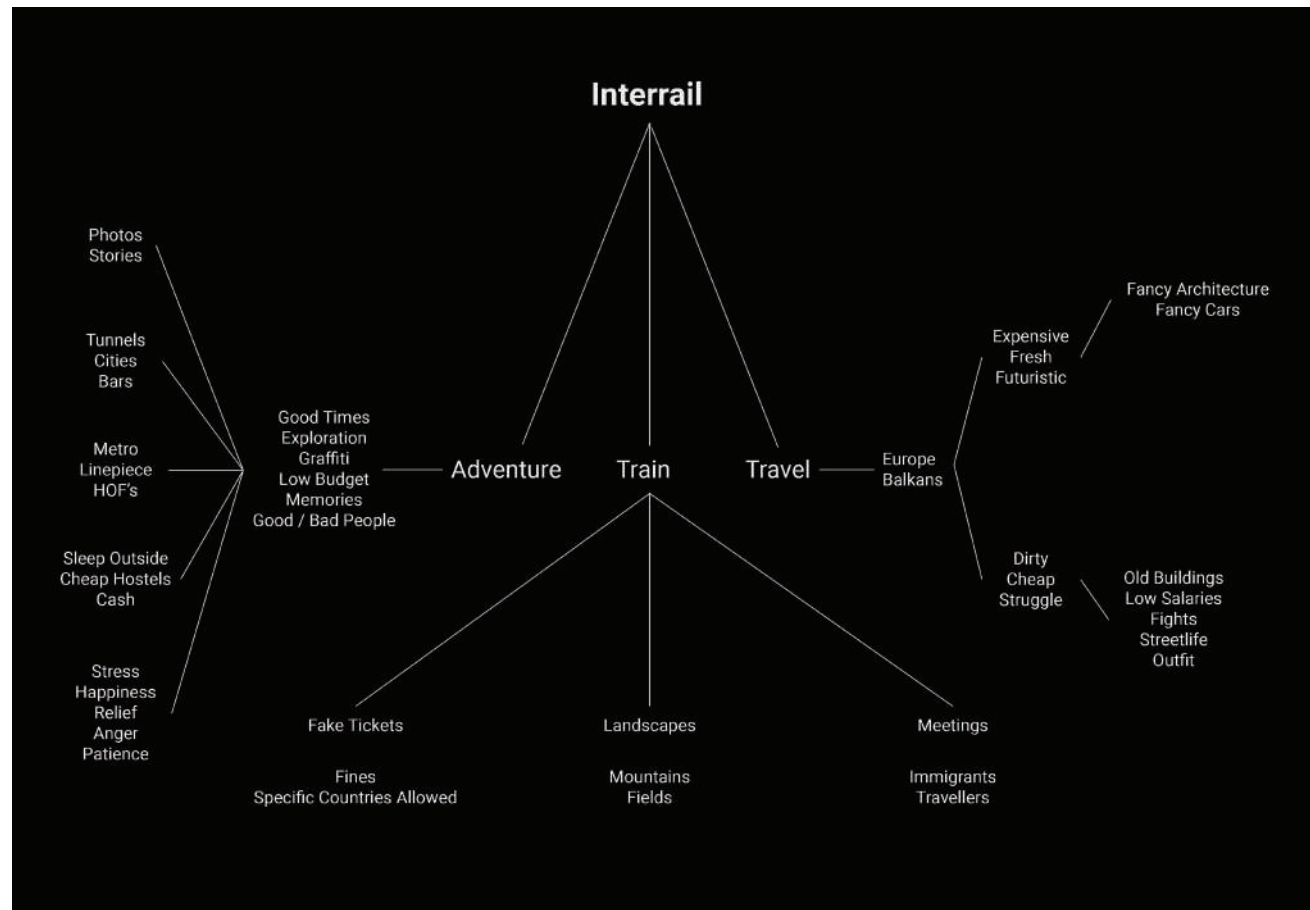 Interrail
Photos
Stories
Tunnels
Cities
Bars
Metro
Linepiece
HOF's
Sleep Outside
Cheap Hostels
Cash
Stress
Happiness
Relief
Anger
Patience
Good Times
Exploration
Graffiti
Low Budget
Memories
Good / Bad People
Adventure
Train
Travel
Europe
Balkans
Expensive
Fresh
Futuristic
Fancy Architecture
Fancy Cars
Dirty
Cheap
Struggle
Old Buildings
Low Salaries
Fights
Streetlife
Outfit
Fake Tickets
Fines
Specific Countries Allowed
Landscapes
Mountains
Fields
Meetings
Immigrants
Travellers